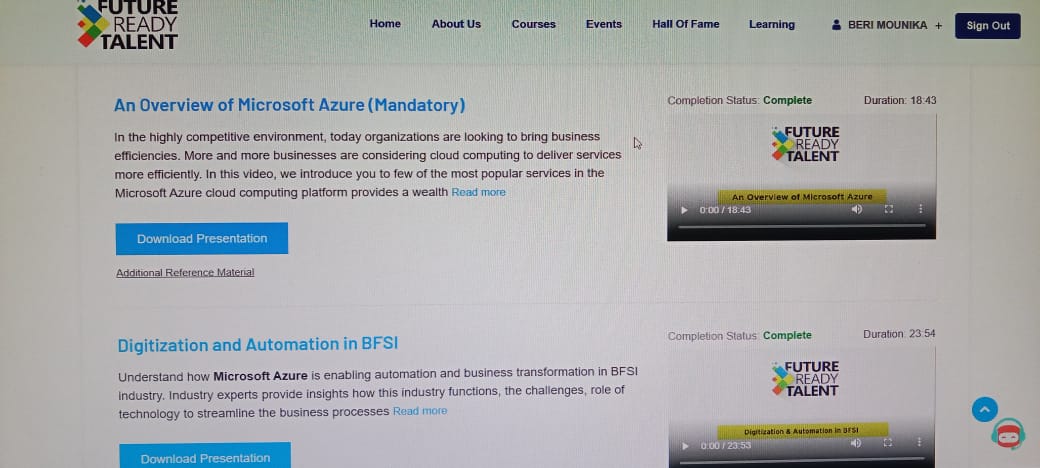 FUTURE
READY
TALENT
Home
About Us
Courses
Events
Hall Of Fame
Learning
BERI MOUNIKA +
Sign Out
An Overview of Microsoft Azure (Mandatory)
In the highly competitive environment, today organizations are looking to bring business
efficiencies. More and more businesses are considering cloud computing to deliver services
more efficiently. In this video, we introduce you to few of the most popular services in the
Microsoft Azure cloud computing platform provides a wealth Read more
Download Presentation
Additional Reference Material
Completion Status: Complete
Duration: 18:43
FUTURE
READY
TALENT
An Overview of Microsoft Azure
0:00 / 18:43
Digitization and Automation in BFSI
Understand how Microsoft Azure is enabling automation and business transformation in BFSI
industry. Industry experts provide insights how this industry functions, the challenges, role of
technology to streamline the business processes Read more
Download Presentation
Completion Status: Complete
Duration: 23:54
FUTURE
READY
TALENT
Digitization & Automation in BFSI
0:00 / 23:53